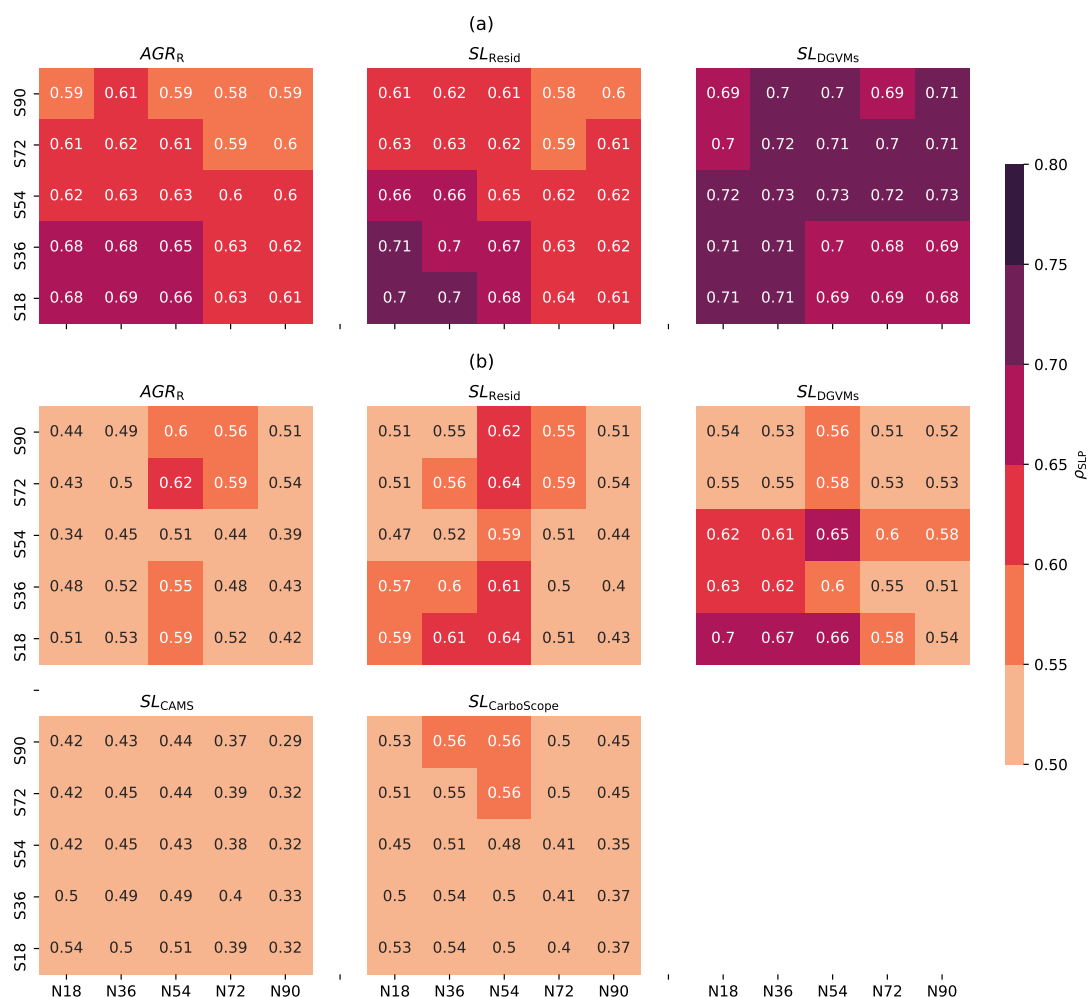 (a)
AGR_R SL_Resid SL_DGVMs
S90 0.59 0.61 0.59 0.58 0.59 0.61 0.62 0.61 0.58 0.6 0.69 0.7 0.7 0.69 0.71
S72 0.61 0.62 0.61 0.59 0.6 0.63 0.63 0.62 0.59 0.61 0.7 0.72 0.71 0.7 0.71
S54 0.62 0.63 0.63 0.6 0.6 0.66 0.66 0.65 0.62 0.62 0.72 0.73 0.73 0.72 0.73
S36 0.68 0.68 0.65 0.63 0.62 0.71 0.7 0.67 0.63 0.62 0.71 0.71 0.7 0.68 0.69
S18 0.68 0.69 0.66 0.63 0.61 0.7 0.7 0.68 0.64 0.61 0.71 0.71 0.69 0.69 0.68
(b)
AGR_R SL_Resid SL_DGVMs
S90 0.44 0.49 0.6 0.56 0.51 0.51 0.55 0.62 0.55 0.51 0.54 0.53 0.56 0.51 0.52
S72 0.43 0.5 0.62 0.59 0.54 0.51 0.56 0.64 0.59 0.54 0.55 0.55 0.58 0.53 0.53
S54 0.34 0.45 0.51 0.44 0.39 0.47 0.52 0.59 0.51 0.44 0.62 0.61 0.65 0.6 0.58
S36 0.48 0.52 0.55 0.48 0.43 0.57 0.6 0.61 0.5 0.4 0.63 0.62 0.6 0.55 0.51
S18 0.51 0.53 0.59 0.52 0.42 0.59 0.61 0.64 0.51 0.43 0.7 0.67 0.66 0.58 0.54
SL_CAMS SL_CarboScope
S90 0.42 0.43 0.44 0.37 0.29 0.53 0.56 0.56 0.5 0.45
S72 0.42 0.45 0.44 0.39 0.32 0.51 0.55 0.56 0.5 0.45
S54 0.42 0.45 0.43 0.38 0.32 0.45 0.51 0.48 0.41 0.35
S36 0.5 0.49 0.49 0.4 0.33 0.5 0.54 0.5 0.41 0.37
S18 0.54 0.5 0.51 0.39 0.32 0.53 0.54 0.5 0.4 0.37
N18 N36 N54 N72 N90 N18 N36 N54 N72 N90 N18 N36 N54 N72 N90
0.80
0.75
0.70
0.65
0.60
0.55
0.50
ρ_SLP